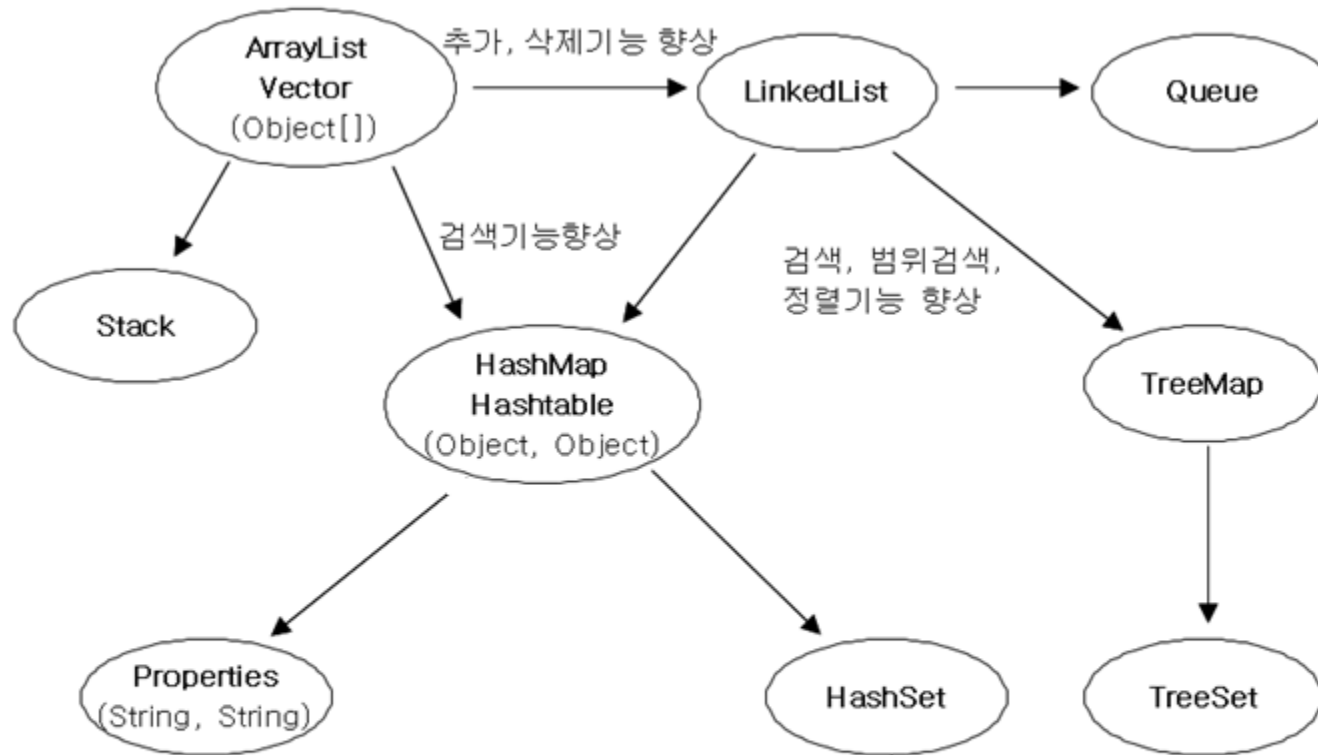 ArrayList
Vector
(Object[])
추가, 삭제기능 향상
LinkedList
Queue
검색기능향상
검색, 범위검색,
정렬기능 향상
Stack
HashMap
Hashtable
(Object, Object)
TreeMap
Properties
(String, String)
HashSet
TreeSet